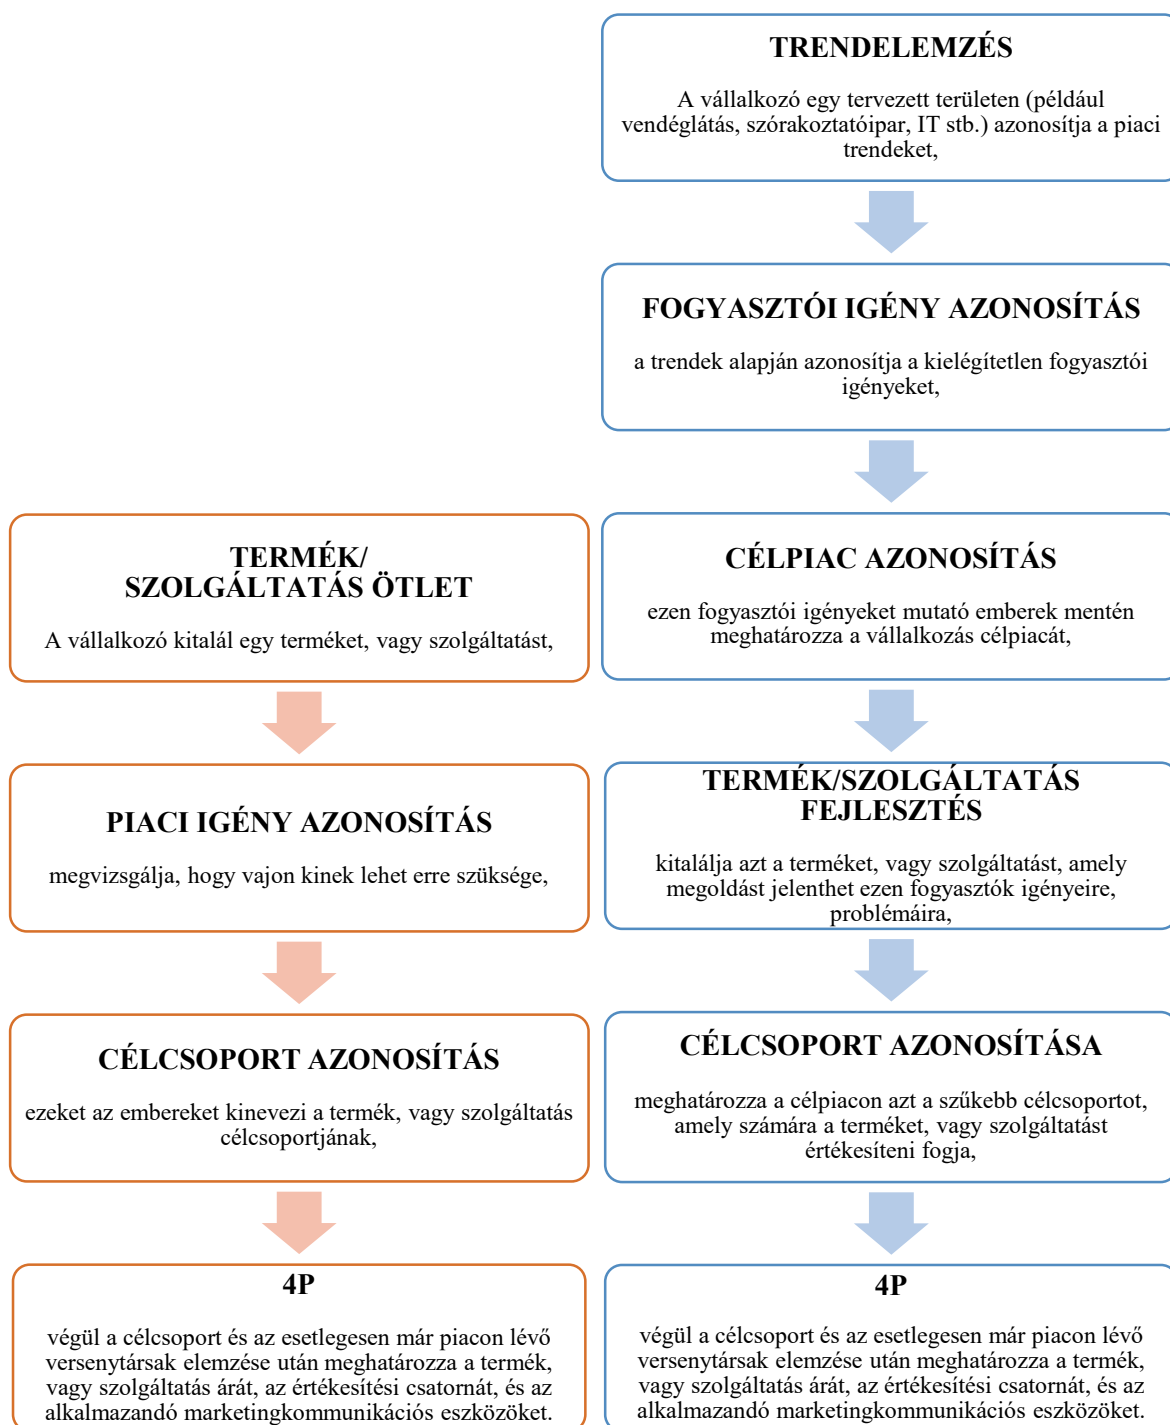 TRENDELEMZÉS
A vállalkozó egy tervezett területen (például
vendéglátás, szórakoztatóipar, IT stb.) azonosítja a piaci
trendeket,
FOGYASZTÓI IGÉNY AZONOSÍTÁS
a trendek alapján azonosítja a kielégítetlen fogyasztói
igényeket,
TERMÉK/
SZOLGÁLTATÁS ÖTLET
A vállalkozó kitalál egy terméket, vagy szolgáltatást,
CÉLPIAC AZONOSÍTÁS
ezen fogyasztói igényeket mutató emberek mentén
meghatározza a vállalkozás célpiacát,
PIACI IGÉNY AZONOSÍTÁS
megvizsgálja, hogy vajon kinek lehet erre szüksége,
TERMÉK/SZOLGÁLTATÁS
FEJLESZTÉS
kitalálja azt a terméket, vagy szolgáltatást, amely
megoldást jelenthet ezen fogyasztók igényeire,
problémáira,
CÉLCSOPORT AZONOSÍTÁS
ezeket az embereket kinevezi a termék, vagy szolgáltatás
célcsoportjának,
CÉLCSOPORT AZONOSÍTÁSA
meghatározza a célpiacon azt a szűkebb célcsoportot,
amely számára a terméket, vagy szolgáltatást
értékesíteni fogja,
4P
végül a célcsoport és az esetlegesen már piacon lévő
versenytársak elemzése után meghatározza a termék,
vagy szolgáltatás árát, az értékesítési csatornát, és az
alkalmazandó marketingkommunikációs eszközöket.
4P
végül a célcsoport és az esetlegesen már piacon lévő
versenytársak elemzése után meghatározza a termék,
vagy szolgáltatás árát, az értékesítési csatornát, és az
alkalmazandó marketingkommunikációs eszközöket.